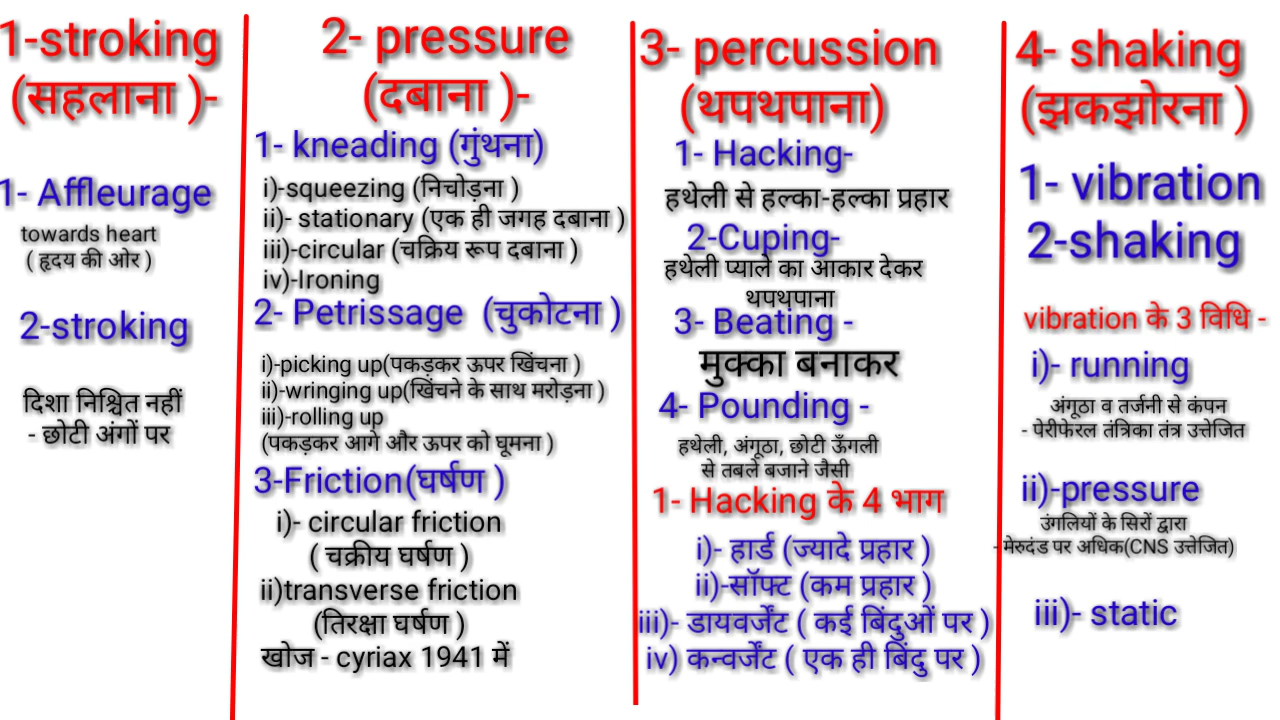 1-stroking
(सहलाना )-
1- Affleurage
towards heart
( हृदय की ओर )
2-stroking
दिशा निश्चित नहीं
- छोटी अंगों पर
2- pressure
(दबाना )-
1- kneading (गुंथना)
i)-squeezing (निचोड़ना )
ii)- stationary (एक ही जगह दबाना )
iii)-circular (चक्रिय रूप दबाना )
iv)-Ironing
2- Petrissage (चुकोटना )
i)-picking up(पकड़कर ऊपर खिंचना )
ii)-wringing up(खिंचने के साथ मरोड़ना )
iii)-rolling up
(पकड़कर आगे और ऊपर को घूमना )
3-Friction(घर्षण )
i)- circular friction
( चक्रीय घर्षण )
ii)transverse friction
(तिरक्षा घर्षण )
खोज - cyriax 1941 में
3- percussion
(थपथपाना)
1- Hacking-
हथेली से हल्का-हल्का प्रहार
2-Cuping-
हथेली प्याले का आकार देकर
थपथपाना
3- Beating -
मुक्का बनाकर
4- Pounding -
हथेली, अंगूठा, छोटी ऊँगली
से तबले बजाने जैसी
1- Hacking के 4 भाग
i)- हार्ड (ज्यादे प्रहार )
ii)-सॉफ्ट (कम प्रहार )
iii)- डायवर्जेंट ( कई बिंदुओं पर )
iv) कन्वर्जेंट ( एक ही बिंदु पर )
4- shaking
(झकझोरना )
1- vibration
2-shaking
vibration के 3 विधि -
i)- running
अंगूठा व तर्जनी से कंपन
- पेरीफेरल तंत्रिका तंत्र उत्तेजित
ii)-pressure
उंगलियों के सिरों द्वारा
- मेरुदंड पर अधिक(CNS उत्तेजित)
iii)- static